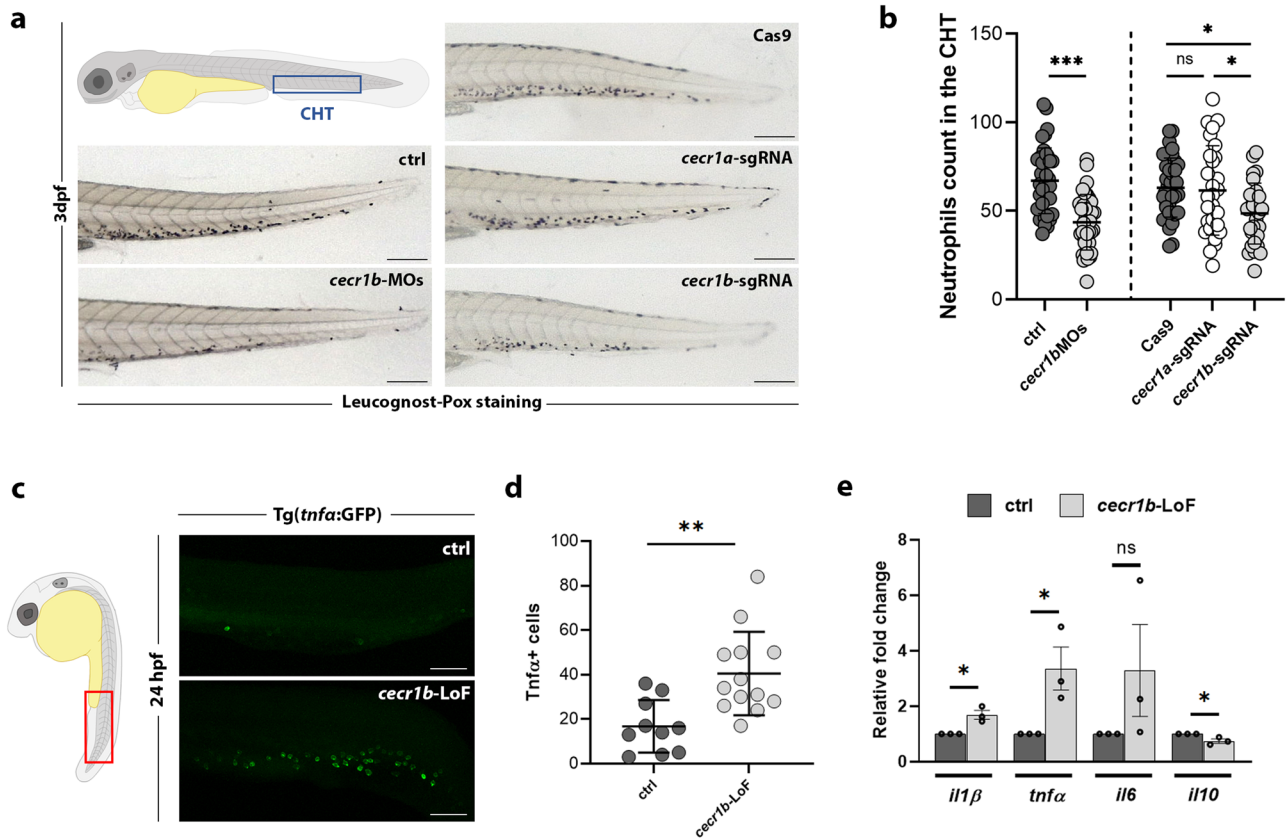 a
3dpf
CHT
ctrl
cecr1b-MOs
Cas9
cecr1a-sgRNA
cecr1b-sgRNA
Leucognost-Pox staining
b
Neutrophils count in the CHT
150
100
50
0
***
*
ns
*
ctrl
cecr1bMOs
Cas9
cecr1a-sgRNA
cecr1b-sgRNA
c
Tg(tnfα:GFP)
24 hpf
ctrl
cecr1b-LoF
d
Tnfα+ cells
100
80
60
40
20
0
**
ctrl
cecr1b-LoF
e
ctrl
cecr1b-LoF
Relative fold change
8
6
4
2
0
*
*
ns
*
il1β
tnfα
il6
il10